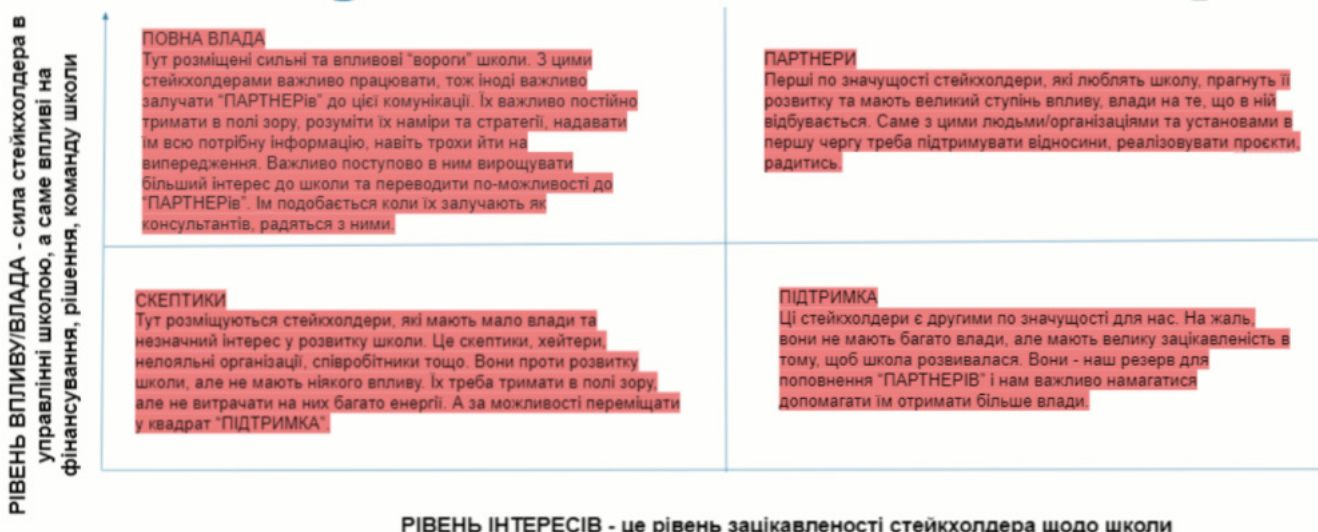 РІВЕНЬ ВПЛИВУ/ВЛАДА - сила стейкхолдера в
управлінні школою, а саме впливі на
фінансування, рішення, команду школи
ПОВНА ВЛАДА
Тут розміщені сильні та впливові "вороги" школи. З цими
стейкхолдерами важливо працювати, тож іноді важливо
залучати "ПАРТНЕРів" до цієї комунікації. Їх важливо постійно
тримати в полі зору, розуміти їх наміри та стратегії, надавати
їм всю потрібну інформацію, навіть трохи йти на
випередження. Важливо поступово в ним вирощувати
більший інтерес до школи та переводити по-можливості до
"ПАРТНЕРів". Ім подобається коли їх залучають як
консультантів, радяться з ними.
ПАРТНЕРИ
Перші по значущості стейкхолдери, які люблять школу, прагнуть її
розвитку та мають великий ступінь впливу, влади на те, що в ній
відбувається. Саме з цими людьми/організаціями та установами в
першу чергу треба підтримувати відносини, реалізовувати проєкти,
радитись.
СКЕПТИКИ
Тут розміщуються стейкхолдери, які мають мало влади та
незначний інтерес у розвитку школи. Це скептики, хейтери,
нелояльні організації, співробітники тощо. Вони проти розвитку
школи, але не мають ніякого впливу. Їх треба тримати в полі зору,
але не витрачати на них багато енергії. А за можливості переміщати
у квадрат "ПІДТРИМКА".
ПІДТРИМКА
Ці стейкхолдери є другими по значущості для нас. На жаль,
вони не мають багато влади, але мають велику зацікавленість в
тому, щоб школа розвивалася. Вони - наш резерв для
поповнення "ПАРТНЕРІВ" і нам важливо намагатися
допомагати їм отримати більше влади.
РІВЕНЬ ІНТЕРЕСІВ - це рівень зацікавленості стейкхолдера щодо школи